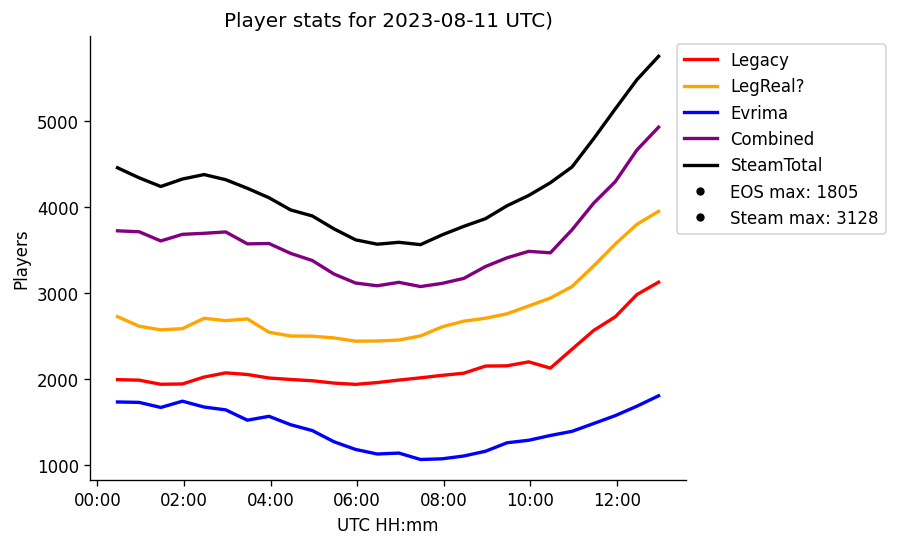 Player stats for 2023-08-11 UTC)
Legacy
LegReal?
Evrima
Combined
SteamTotal
EOS max: 1805
Steam max: 3128
Players
5000
4000
3000
2000
1000
00:00 02:00 04:00 06:00 08:00 10:00 12:00
UTC HH:mm